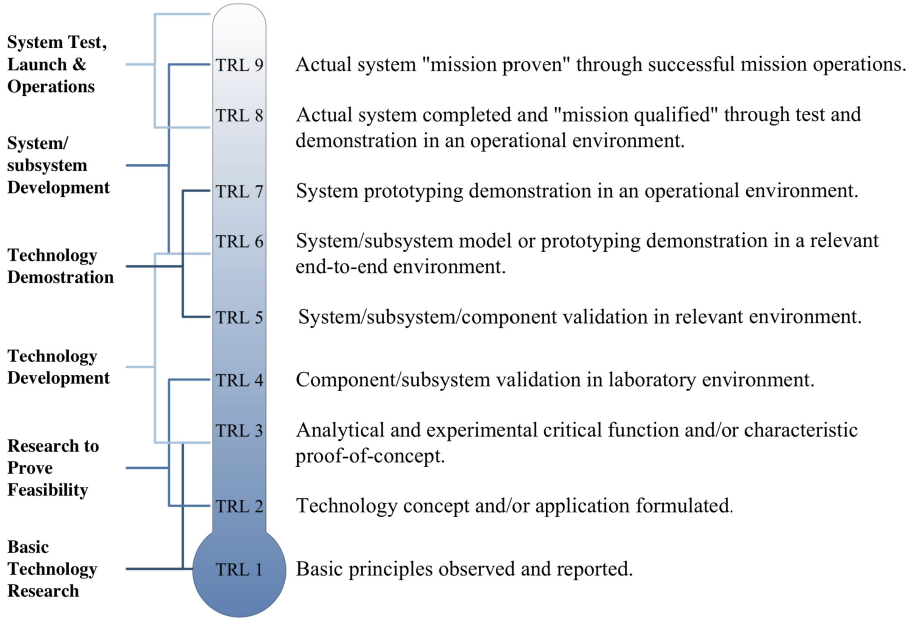 System Test,
Launch &
Operations
TRL 9
Actual system "mission proven" through successful mission operations.
TRL 8
Actual system completed and "mission qualified" through test and
demonstration in an operational environment.
System/
subsystem
Development
TRL 7
System prototyping demonstration in an operational environment.
TRL 6
System/subsystem model or prototyping demonstration in a relevant
end-to-end environment.
Technology
Demostration
TRL 5
System/subsystem/component validation in relevant environment.
Technology
Development
TRL 4
Component/subsystem validation in laboratory environment.
TRL 3
Analytical and experimental critical function and/or characteristic
proof-of-concept.
Research to
Prove
Feasibility
TRL 2
Technology concept and/or application formulated.
Basic
Technology
Research
TRL 1
Basic principles observed and reported.